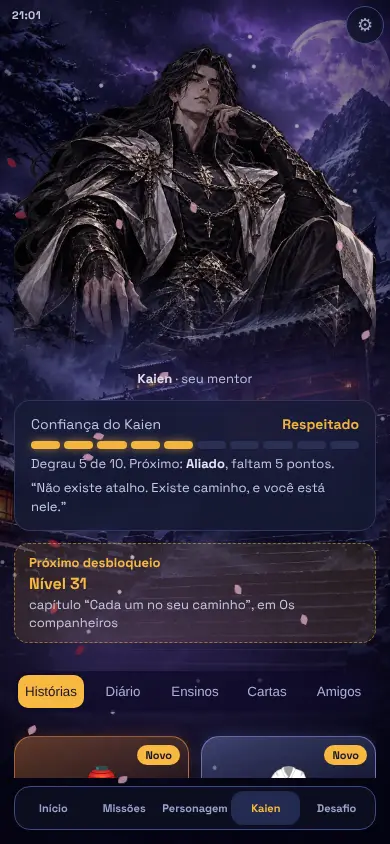 21:01
Kaien · seu mentor
Confiança do Kaien
Respeitado
Degrau 5 de 10. Próximo: Aliado, faltam 5 pontos.
“Não existe atalho. Existe caminho, e você está
nele.”
Próximo desbloqueio
Nível 31
capítulo “Cada um no seu caminho”, em Os
companheiros
Histórias
Diário
Ensinos
Cartas
Amigos
Novo
Novo
Início
Missões
Personagem
Kaien
Desafio